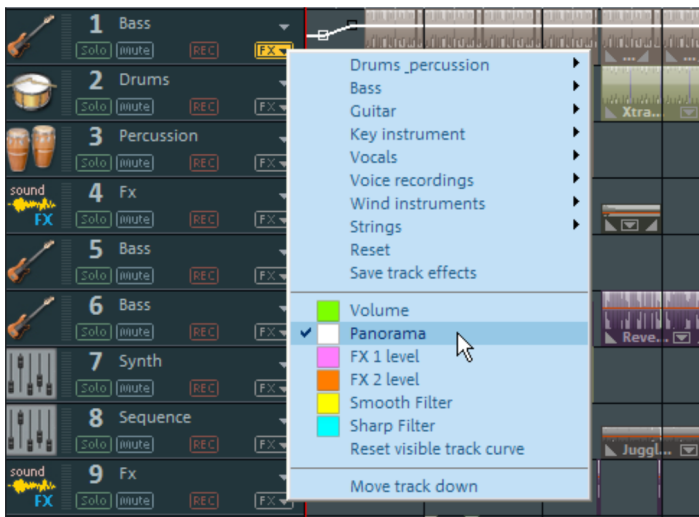 1 Bass
Solo mute REC FX
2 Drums
Solo mute REC FX
3 Percussion
Solo mute REC FX
sound FX
4 Fx
Solo mute REC FX
5 Bass
Solo mute REC FX
6 Bass
Solo mute REC FX
7 Synth
Solo mute REC FX
8 Sequence
Solo mute REC FX
sound FX
9 Fx
Solo mute REC FX
Drums _percussion
Bass
Guitar
Key instrument
Vocals
Voice recordings
Wind instruments
Strings
Reset
Save track effects
Volume
Panorama
FX 1 level
FX 2 level
Smooth Filter
Sharp Filter
Reset visible track curve
Move track down
... ...
Xtra...
Reve...
Juggl...